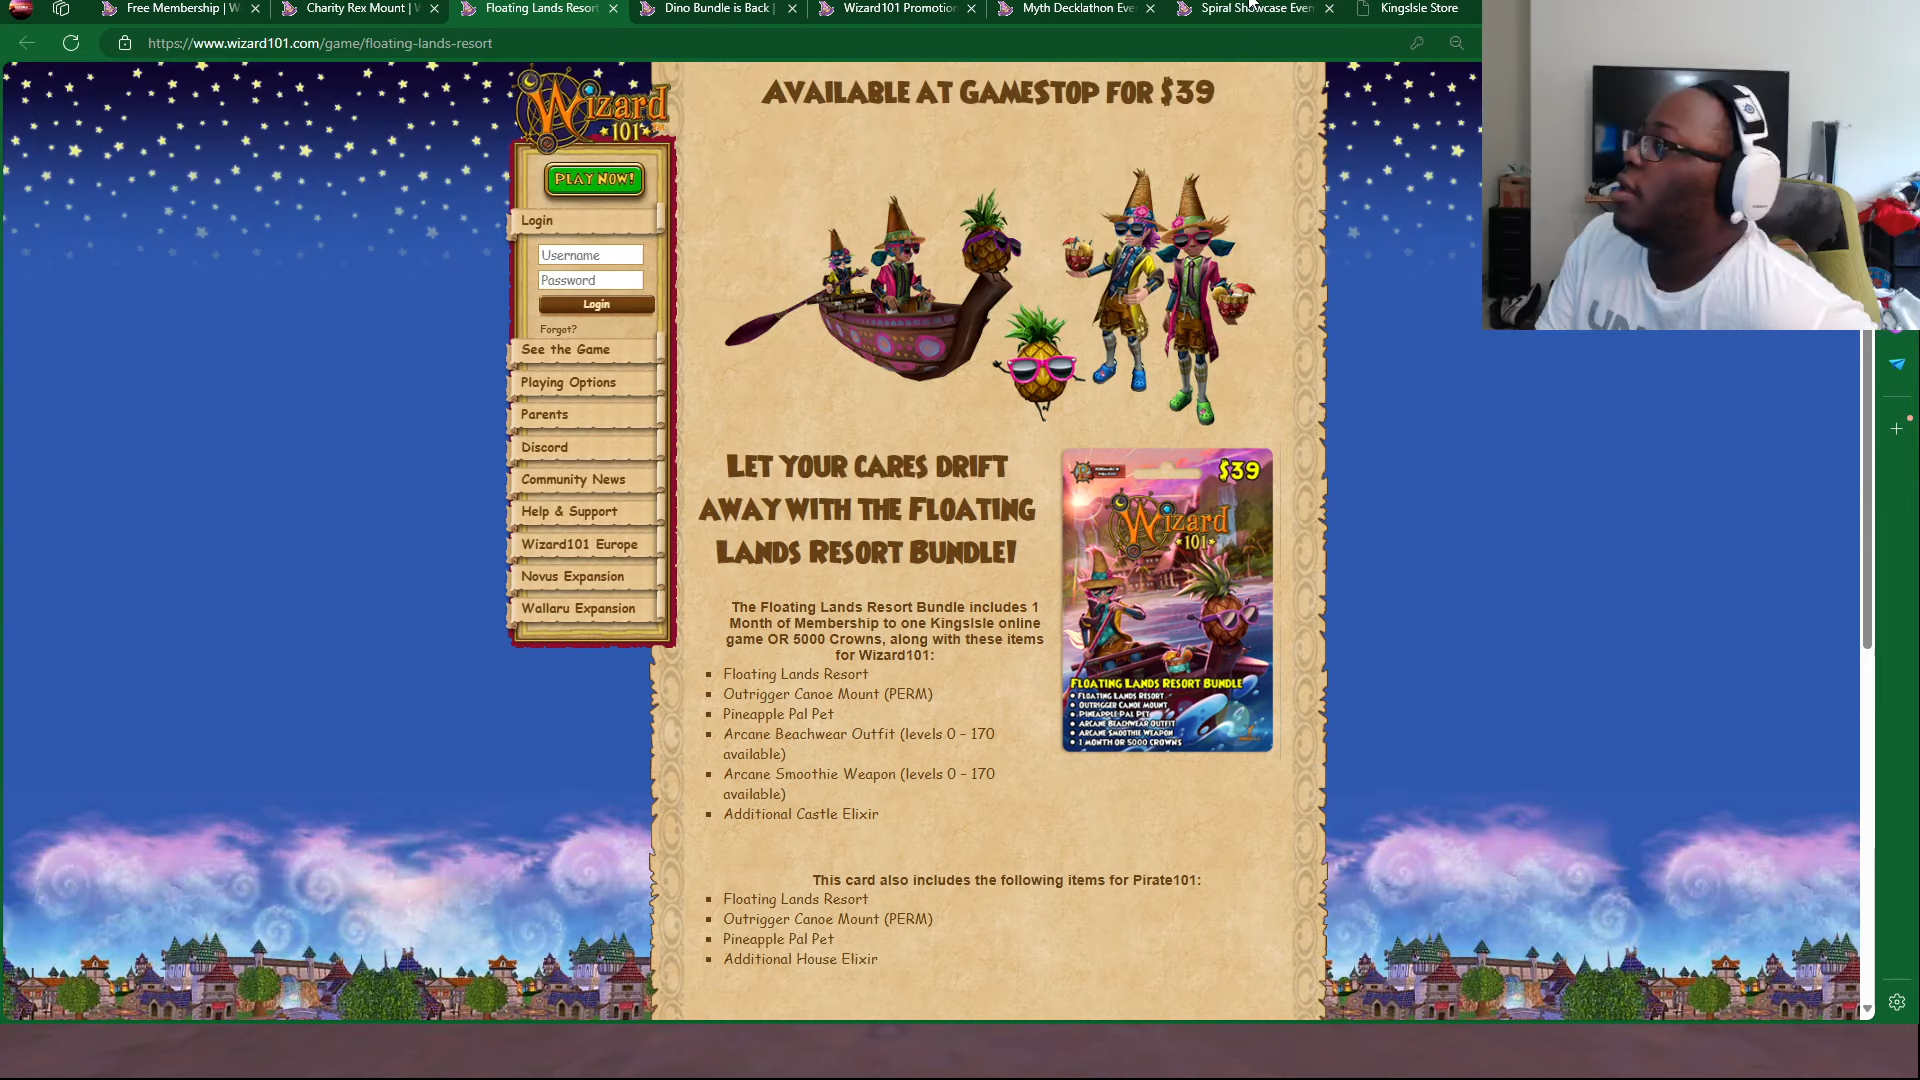 Free Membership | W
Charity Rex Mount | W
Floating Lands Resort
Dino Bundle is Back |
Wizard101 Promotion
Myth Decklathon Eve
Spiral Showcase Even
KingsIsle Store
https://www.wizard101.com/game/floating-lands-resort
Wizard
101
PLAY NOW!
Login
Username
Password
Login
Forgot?
See the Game
Playing Options
Parents
Discord
Community News
Help & Support
Wizard101 Europe
Novus Expansion
Wallaru Expansion
AVAILABLE AT GAMESTOP FOR $39
LET YOUR CARES DRIFT
AWAY WITH THE FLOATING
LANDS RESORT BUNDLE!
The Floating Lands Resort Bundle includes 1
Month of Membership to one KingsIsle online
game OR 5000 Crowns, along with these items
for Wizard101:
Floating Lands Resort
Outrigger Canoe Mount (PERM)
Pineapple Pal Pet
Arcane Beachwear Outfit (levels 0 – 170
available)
Arcane Smoothie Weapon (levels 0 – 170
available)
Additional Castle Elixir
$39
Wizard
101
FLOATING LANDS RESORT BUNDLE
• FLOATING LANDS RESORT
• OUTRIGGER CANOE MOUNT
• PINEAPPLE PAL PET
• ARCANE BEACHWEAR OUTFIT
• ARCANE SMOOTHIE WEAPON
• 1 MONTH OR 5000 CROWNS
This card also includes the following items for Pirate101:
Floating Lands Resort
Outrigger Canoe Mount (PERM)
Pineapple Pal Pet
Additional House Elixir